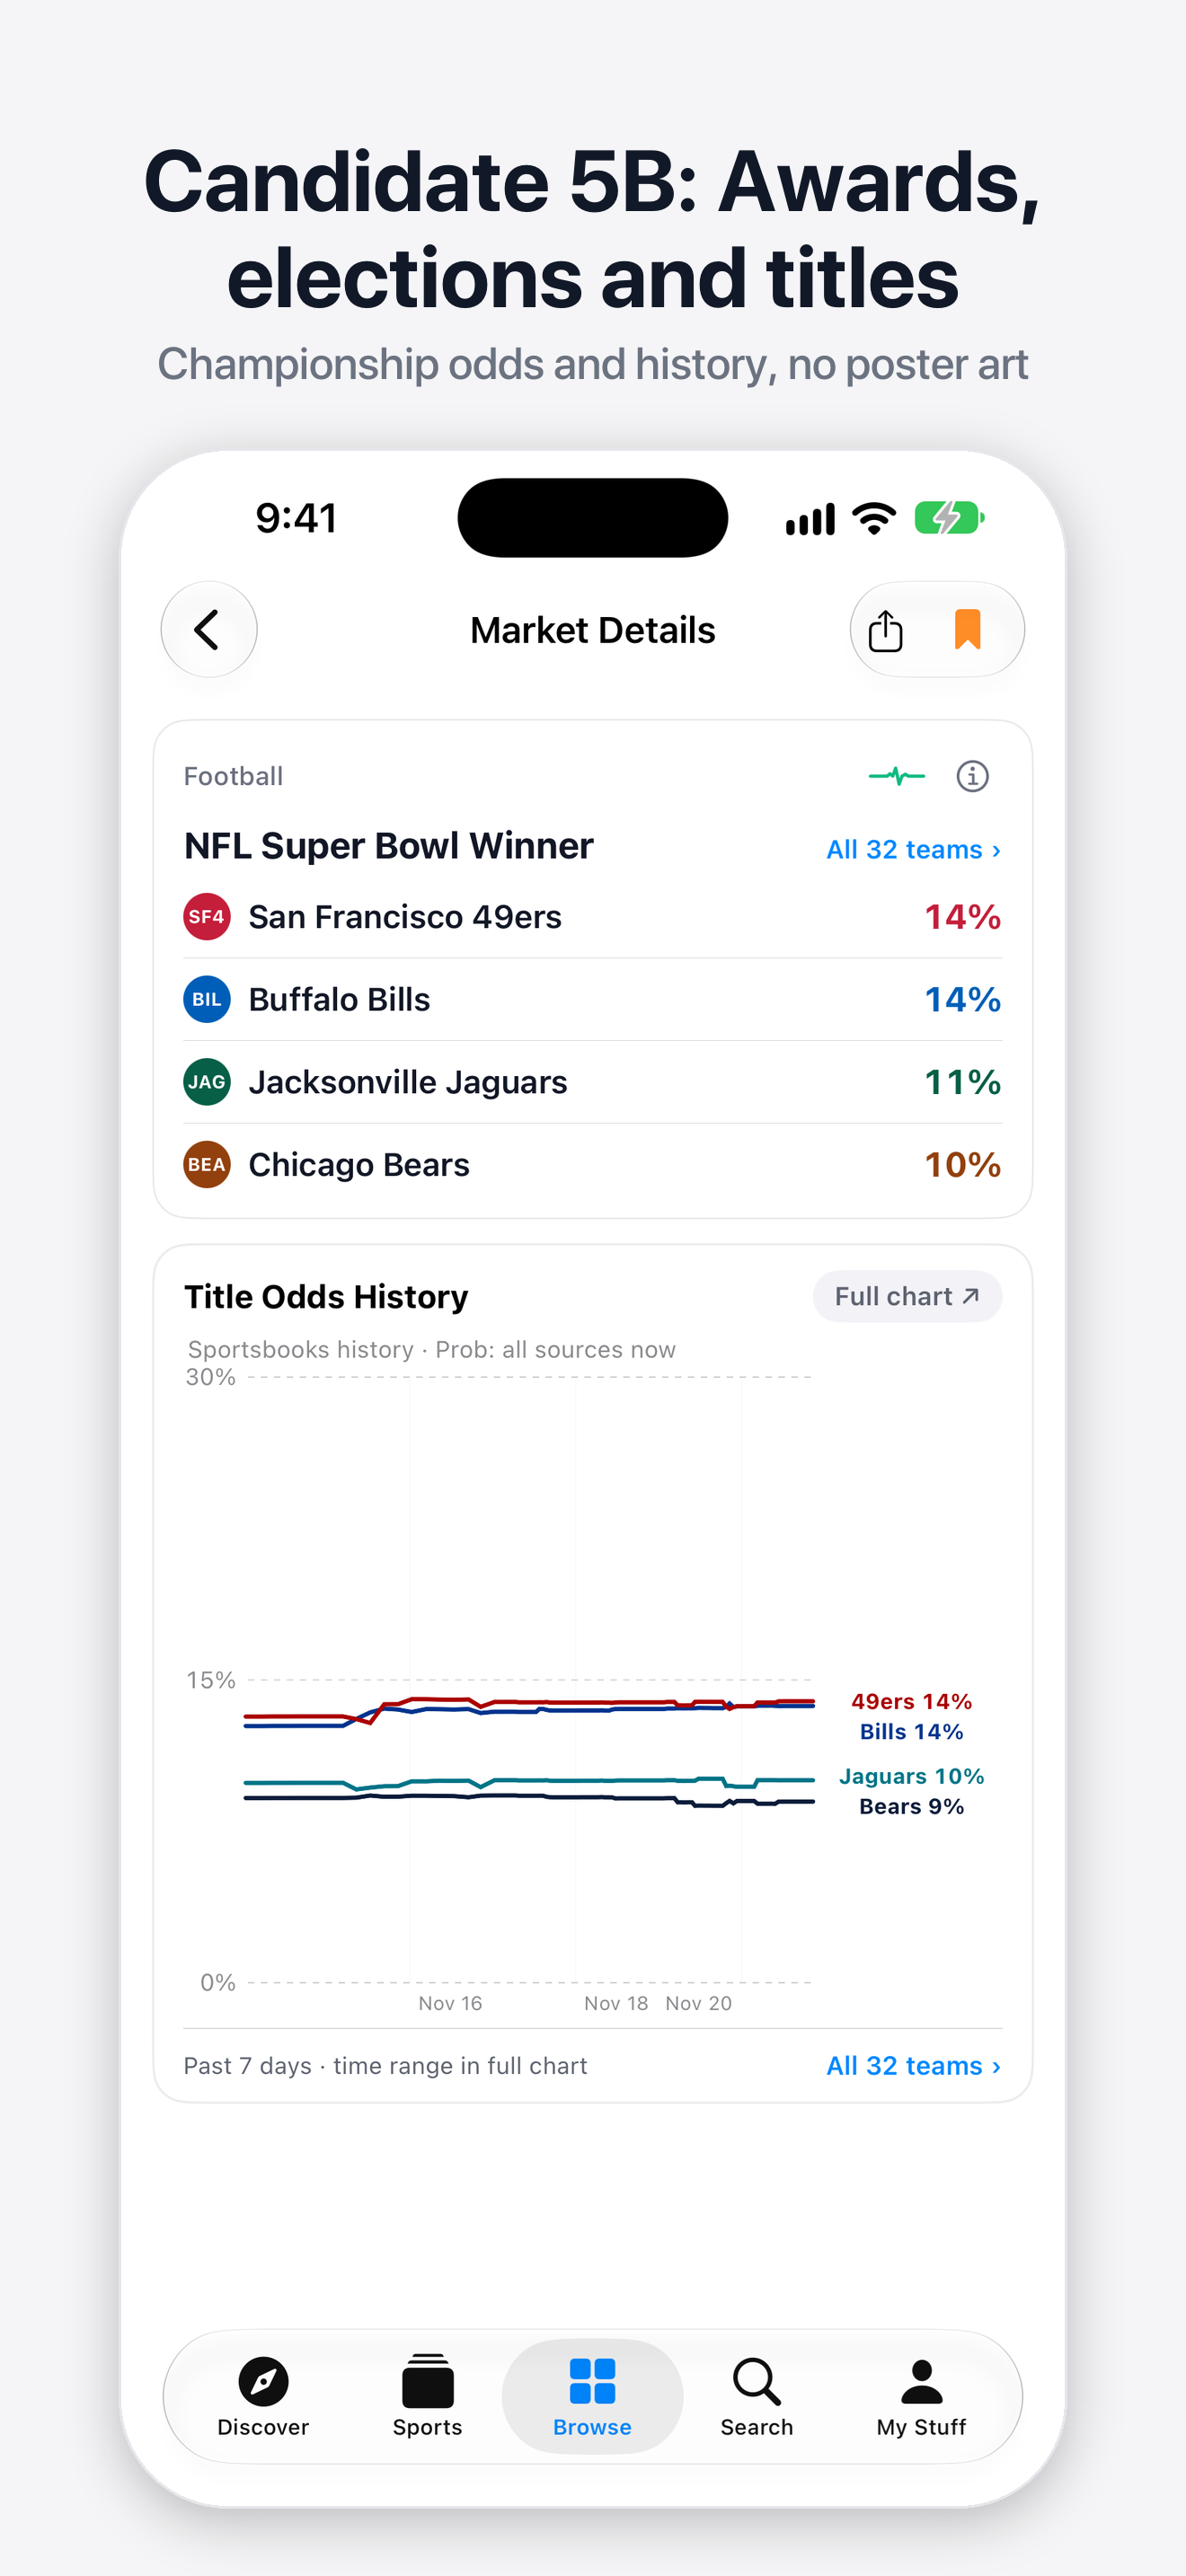 Candidate 5B: Awards,
elections and titles
Championship odds and history, no poster art
9:41
Market Details
Football
NFL Super Bowl Winner
All 32 teams ›
SF4 San Francisco 49ers 14%
BIL Buffalo Bills 14%
JAG Jacksonville Jaguars 11%
BEA Chicago Bears 10%
Title Odds History
Full chart ↗
Sportsbooks history · Prob: all sources now
30%
15%
49ers 14%
Bills 14%
Jaguars 10%
Bears 9%
0%
Nov 16 Nov 18 Nov 20
Past 7 days · time range in full chart
All 32 teams ›
Discover Sports Browse Search My Stuff